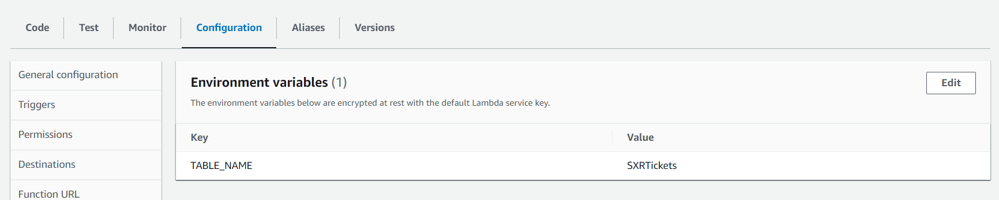 Code Test Monitor Configuration Aliases Versions
General configuration
Triggers
Permissions
Destinations
Function URL
Environment variables (1)
Edit
The environment variables below are encrypted at rest with the default Lambda service key.
Key Value
TABLE_NAME SXRTickets